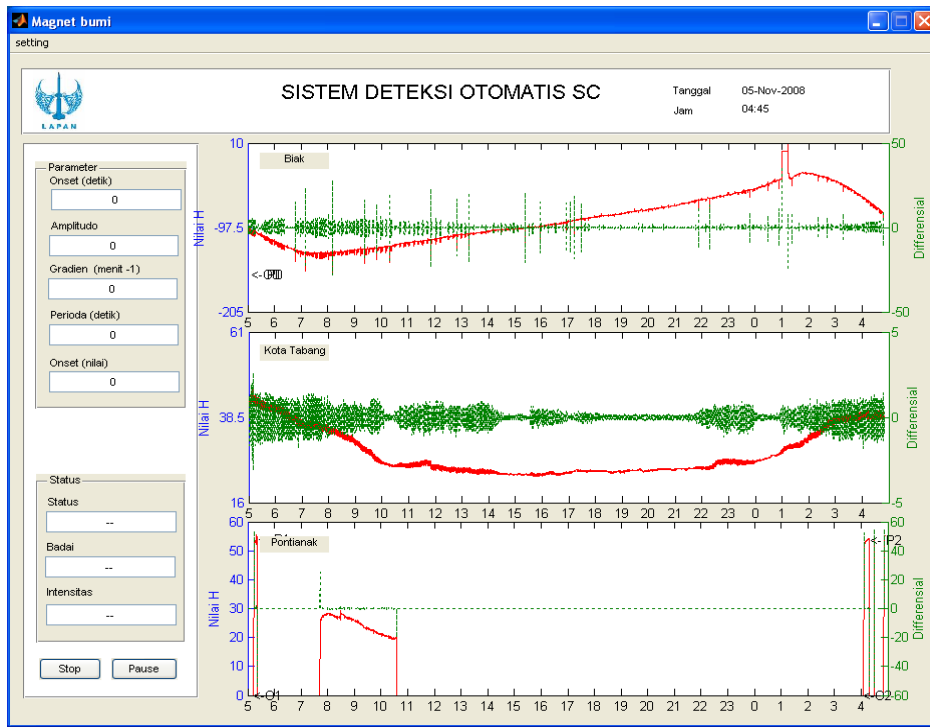 Magnet bumi
setting
LAPAN
SISTEM DETEKSI OTOMATIS SC
Tanggal 05-Nov-2008
Jam 04:45
Parameter
Onset (detik)
0
Amplitudo
0
Gradien (menit -1)
0
Perioda (detik)
0
Onset (nilai)
0
Status
Status
--
Badai
--
Intensitas
--
Stop Pause
Biak
10
-97.5
-205
Nilai H
50
0
-50
Differensial
5 6 7 8 9 10 11 12 13 14 15 16 17 18 19 20 21 22 23 0 1 2 3 4
Kota Tabang
61
38.5
16
Nilai H
5
0
-5
Differensial
5 6 7 8 9 10 11 12 13 14 15 16 17 18 19 20 21 22 23 0 1 2 3 4
Pontianak
60
50
40
30
20
10
0
Nilai H
<- P2
<-O1
<-O2
60
40
20
0
-20
-40
-60
Differensial
5 6 7 8 9 10 11 12 13 14 15 16 17 18 19 20 21 22 23 0 1 2 3 4